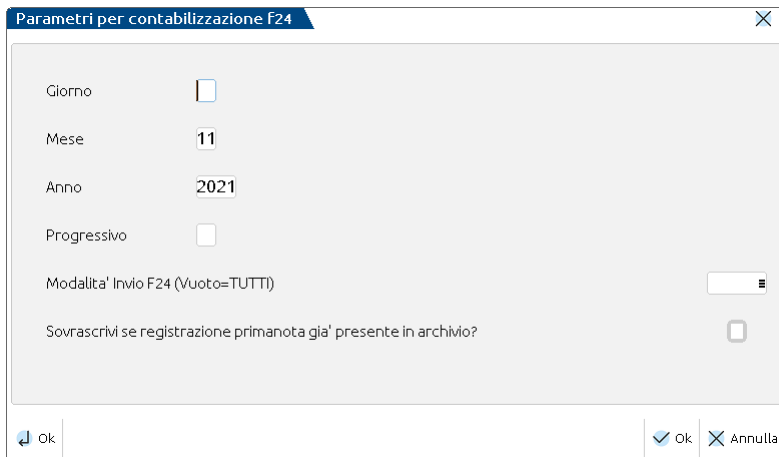 Parametri per contabilizzazione F24
Giorno
Mese 11
Anno 2021
Progressivo
Modalita' Invio F24 (Vuoto=TUTTI)
Sovrascrivi se registrazione primanota gia' presente in archivio?
Ok Ok Annulla